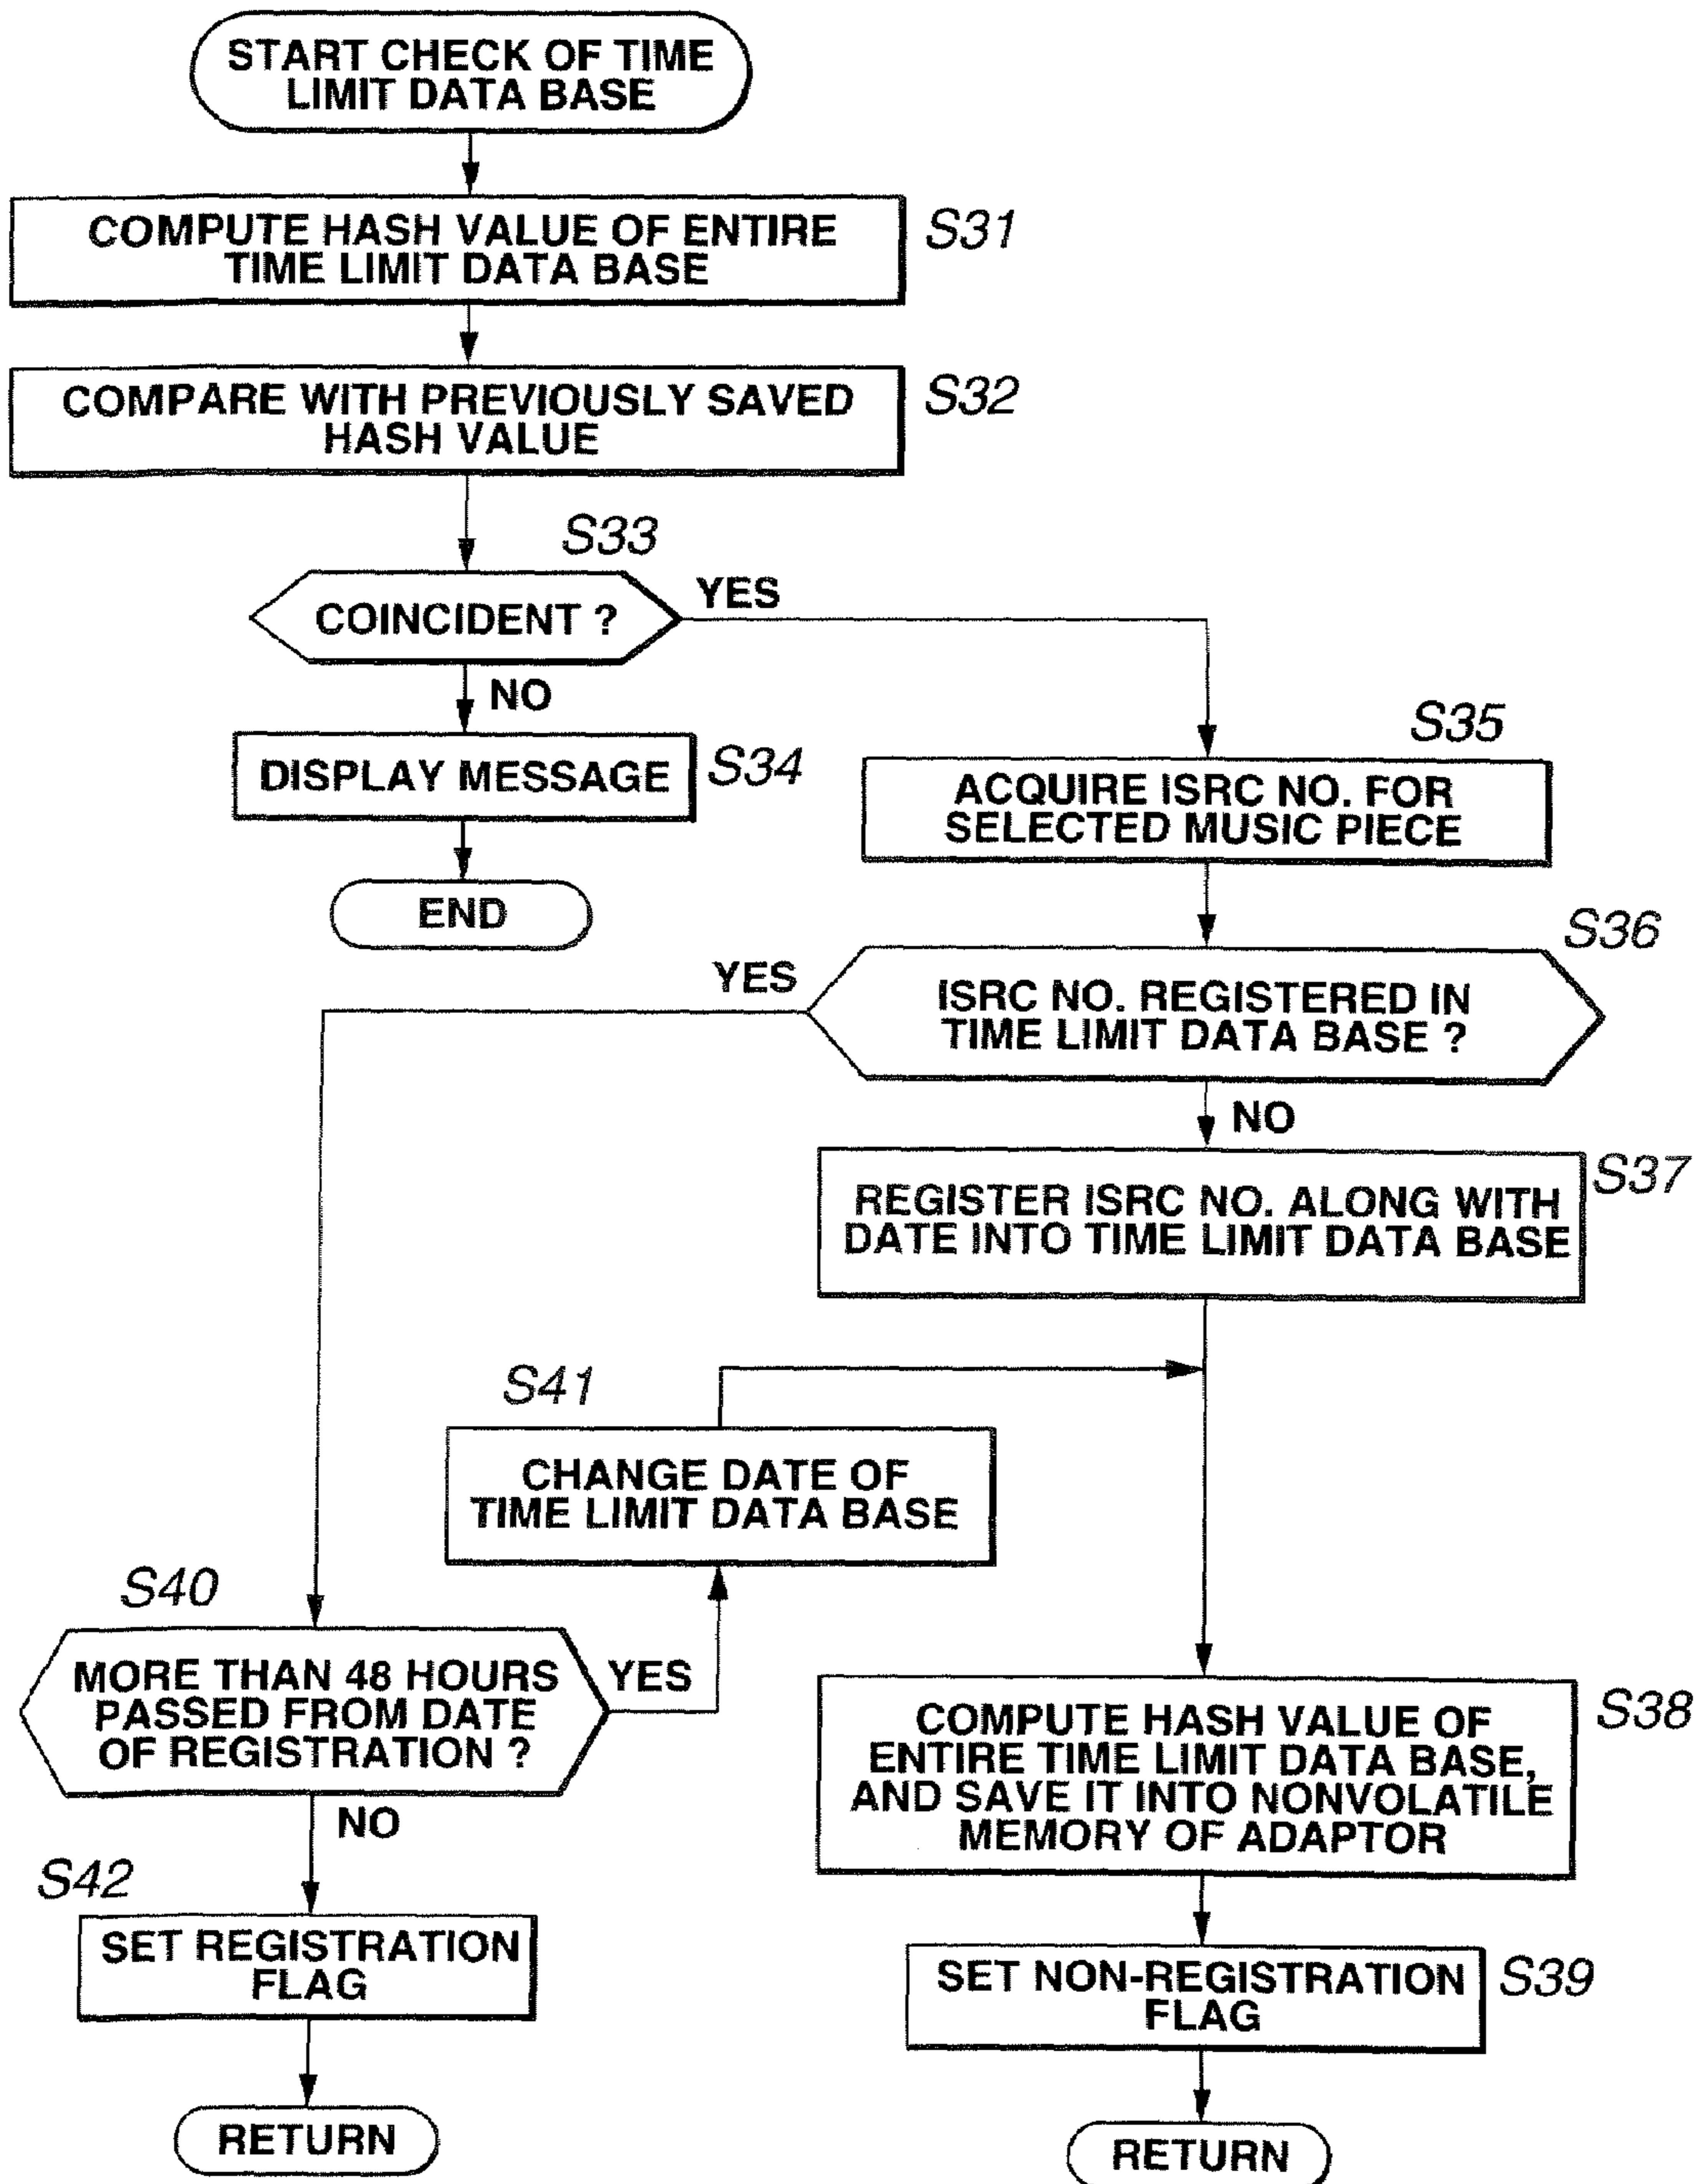 START CHECK OF TIME
LIMIT DATA BASE
COMPUTE HASH VALUE OF ENTIRE
TIME LIMIT DATA BASE
S31
COMPARE WITH PREVIOUSLY SAVED
HASH VALUE
S32
S33
COINCIDENT ?
YES
NO
DISPLAY MESSAGE
S34
END
S35
ACQUIRE ISRC NO. FOR
SELECTED MUSIC PIECE
S36
YES
ISRC NO. REGISTERED IN
TIME LIMIT DATA BASE ?
NO
S37
REGISTER ISRC NO. ALONG WITH
DATE INTO TIME LIMIT DATA BASE
S41
CHANGE DATE OF
TIME LIMIT DATA BASE
S40
MORE THAN 48 HOURS
PASSED FROM DATE
OF REGISTRATION ?
YES
NO
S38
COMPUTE HASH VALUE OF
ENTIRE TIME LIMIT DATA BASE,
AND SAVE IT INTO NONVOLATILE
MEMORY OF ADAPTOR
S42
SET REGISTRATION
FLAG
SET NON-REGISTRATION
FLAG
S39
RETURN
RETURN